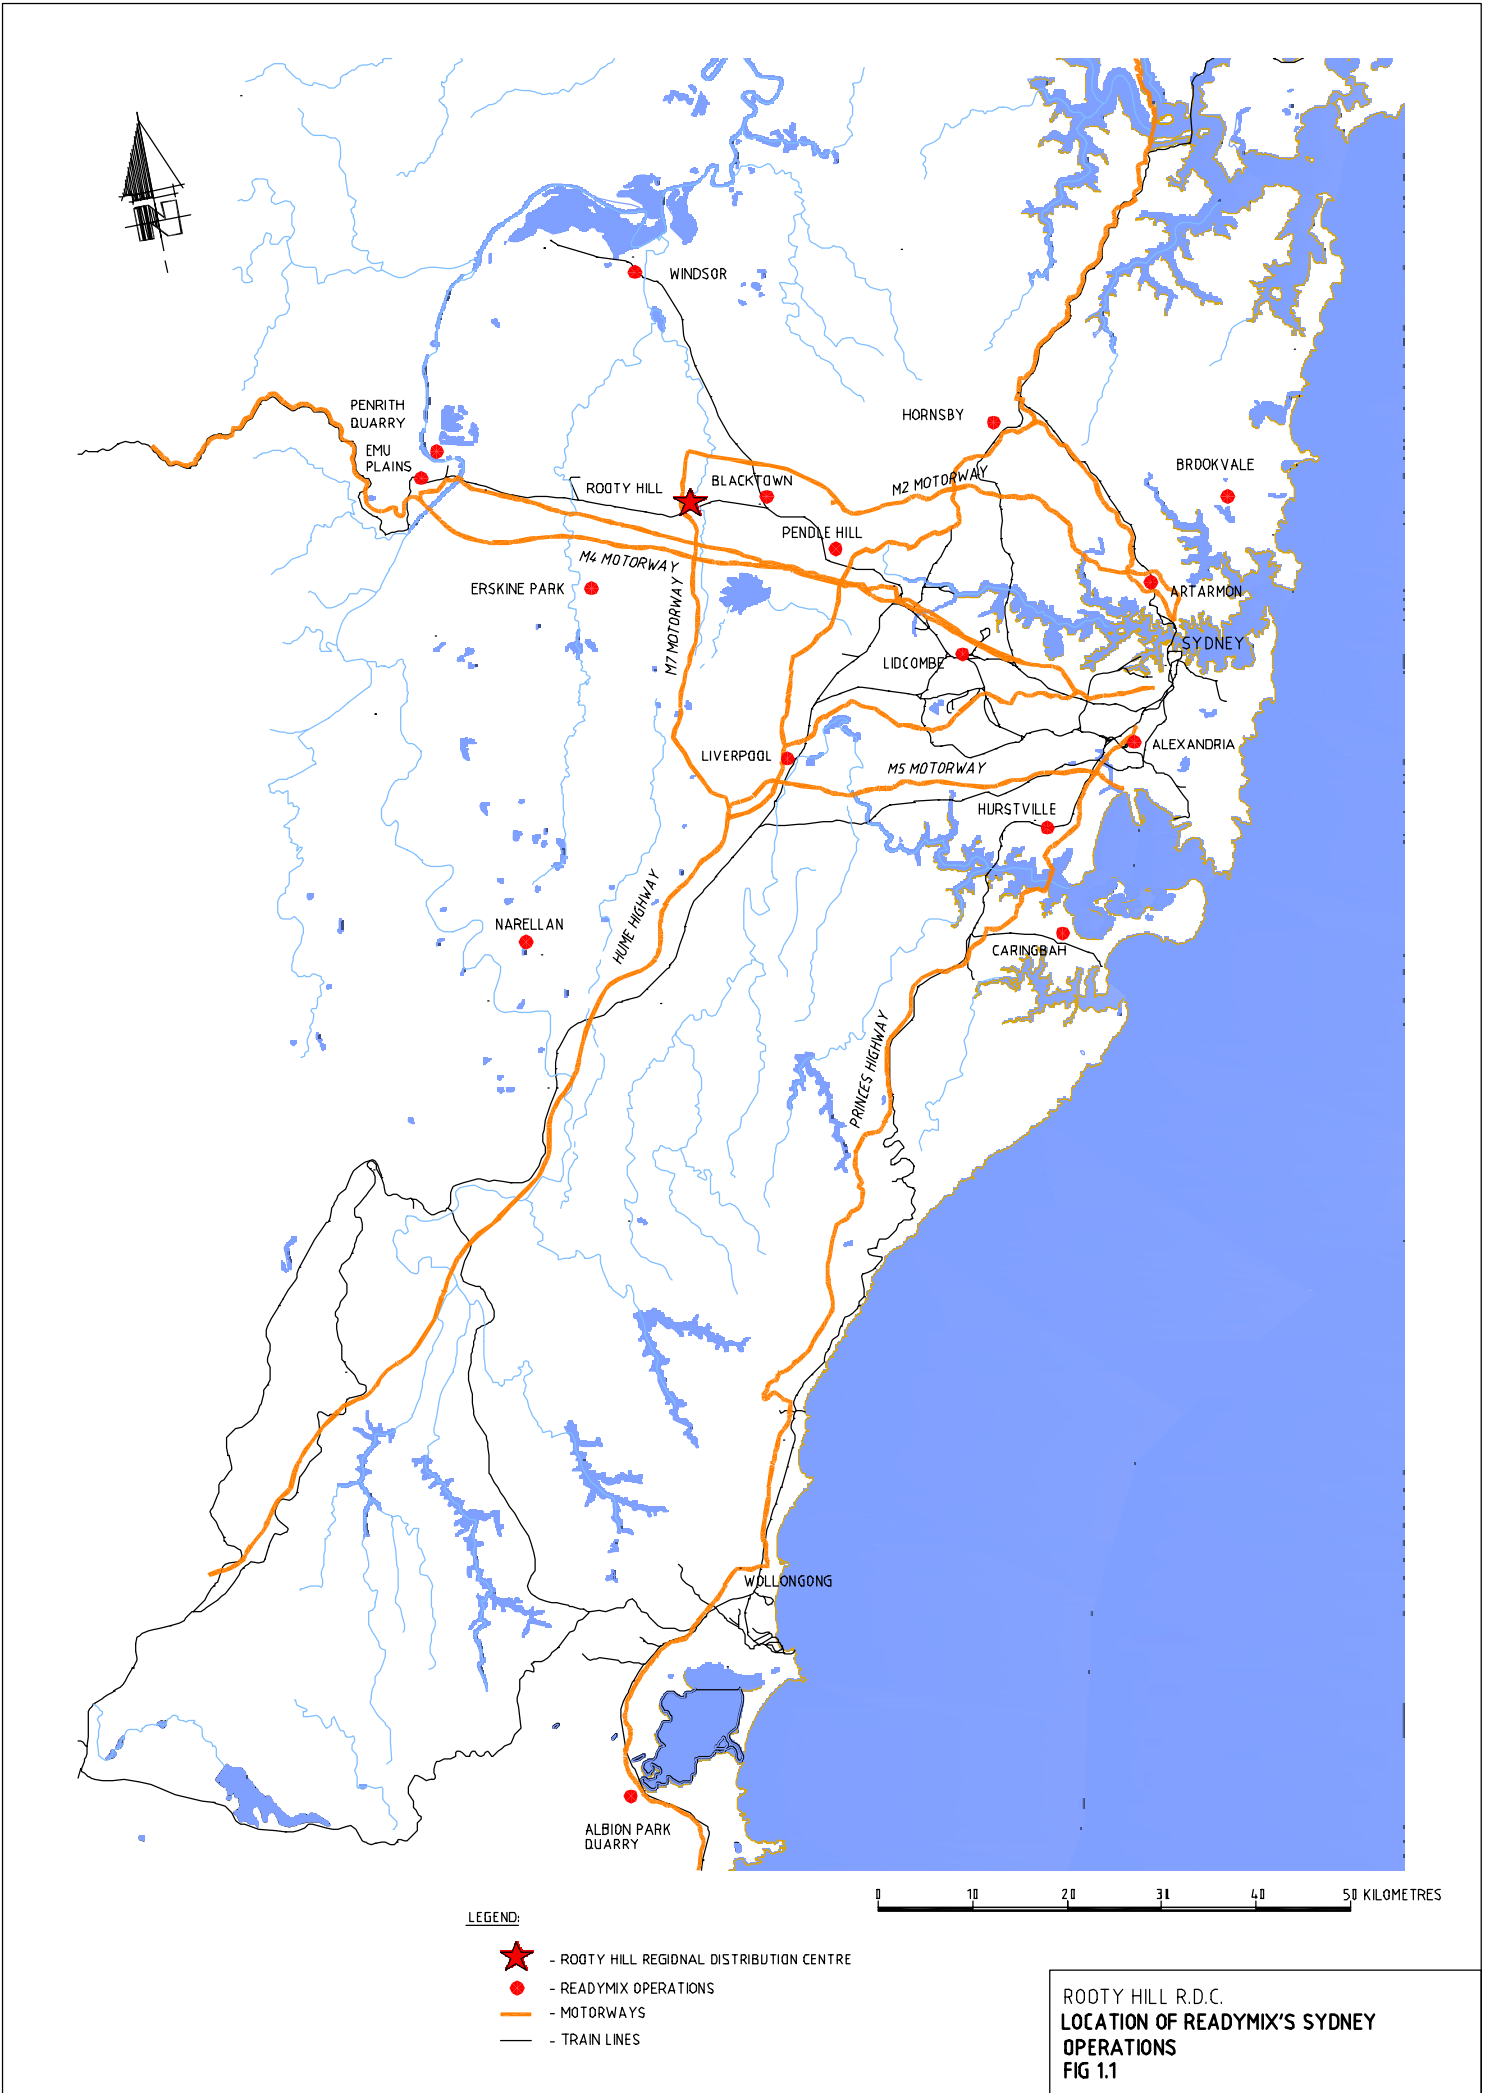 WINDSOR
PENRITH
QUARRY
EMU
PLAINS
HORNSBY
BROOKVALE
ROOTY HILL
BLACKTOWN
M2 MOTORWAY
PENDLE HILL
M4 MOTORWAY
ERSKINE PARK
ARTARMON
M7 MOTORWAY
SYDNEY
LIDCOMBE
ALEXANDRIA
LIVERPOOL
M5 MOTORWAY
HURSTVILLE
HUME HIGHWAY
NARELLAN
CARINGBAH
PRINCES HIGHWAY
WOLLONGONG
ALBION PARK
QUARRY
0 10 20 30 40 50 KILOMETRES
LEGEND:
- ROOTY HILL REGIONAL DISTRIBUTION CENTRE
- READYMIX OPERATIONS
- MOTORWAYS
- TRAIN LINES
ROOTY HILL R.D.C.
LOCATION OF READYMIX'S SYDNEY
OPERATIONS
FIG 1.1